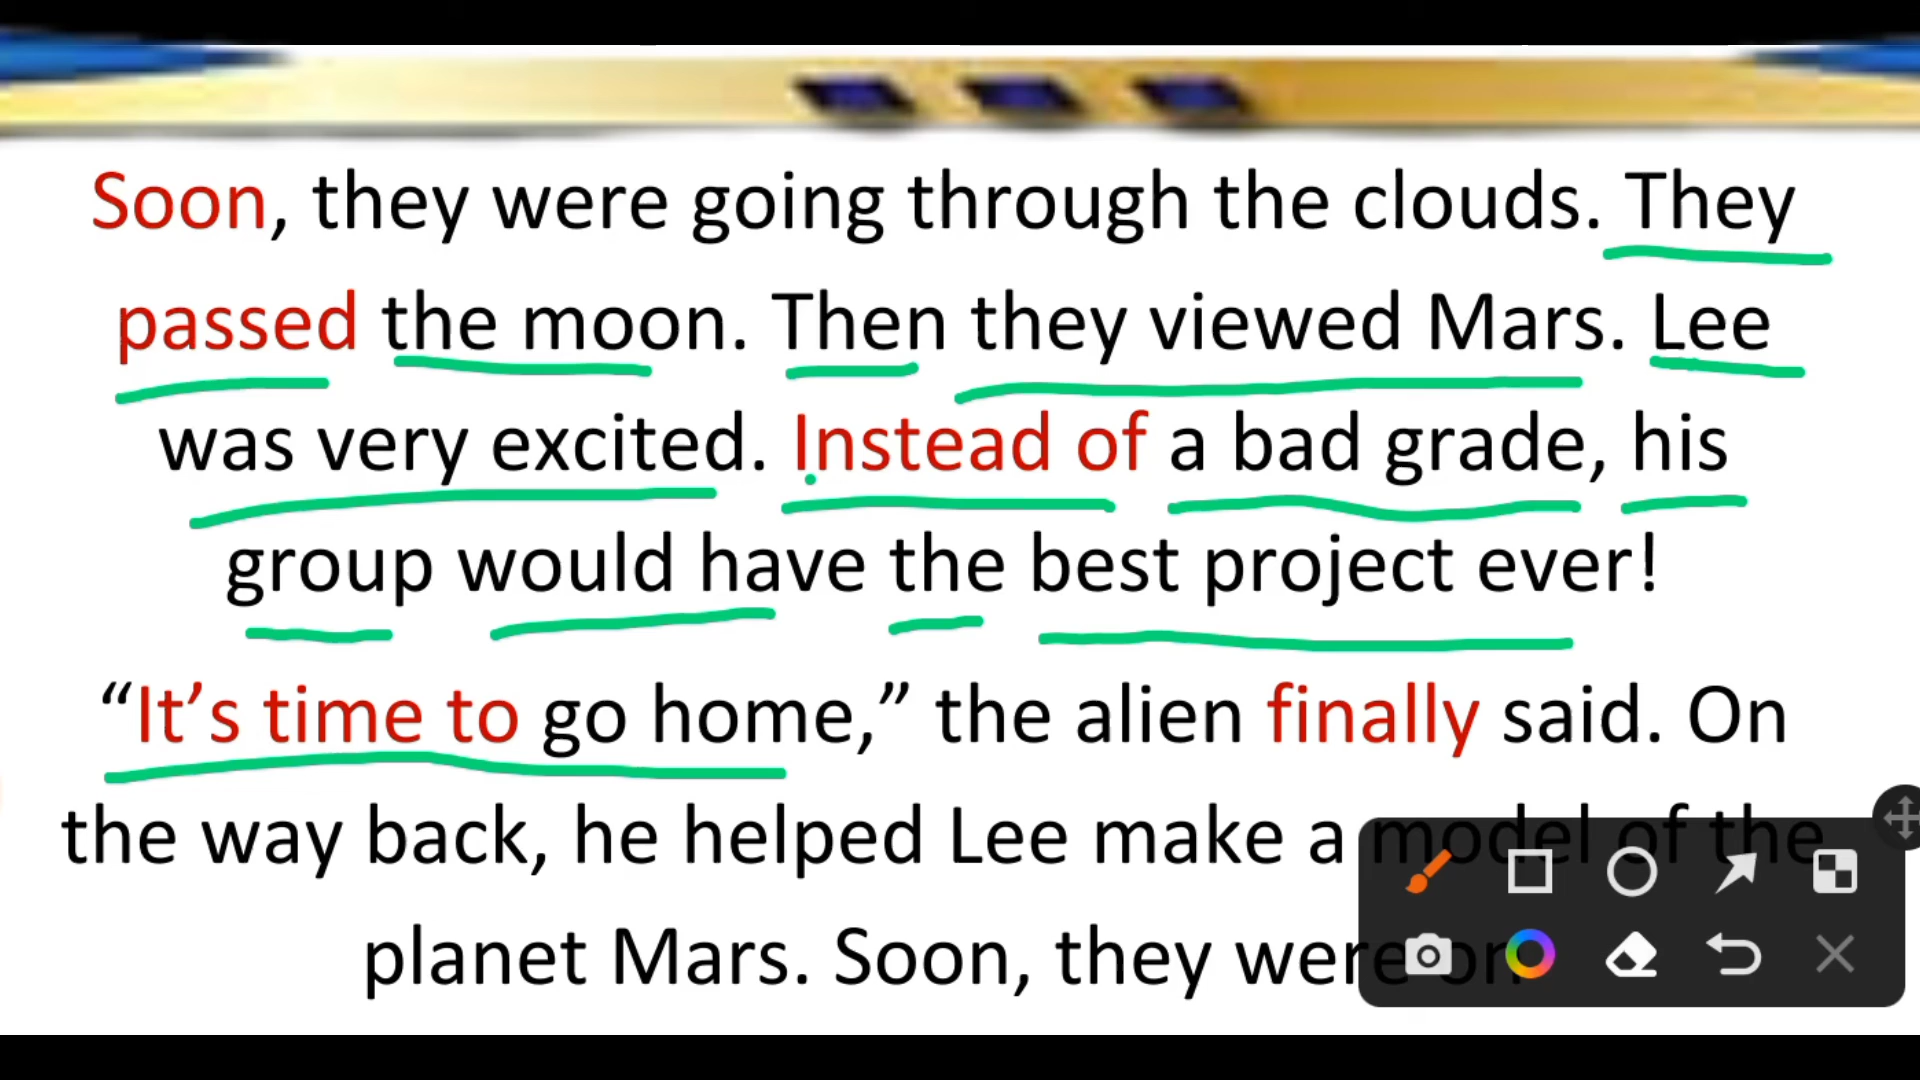 Soon, they were going through the clouds. They
passed the moon. Then they viewed Mars. Lee
was very excited. Instead of a bad grade, his
group would have the best project ever!
“It’s time to go home,” the alien finally said. On
the way back, he helped Lee make a model of the
planet Mars. Soon, they were on